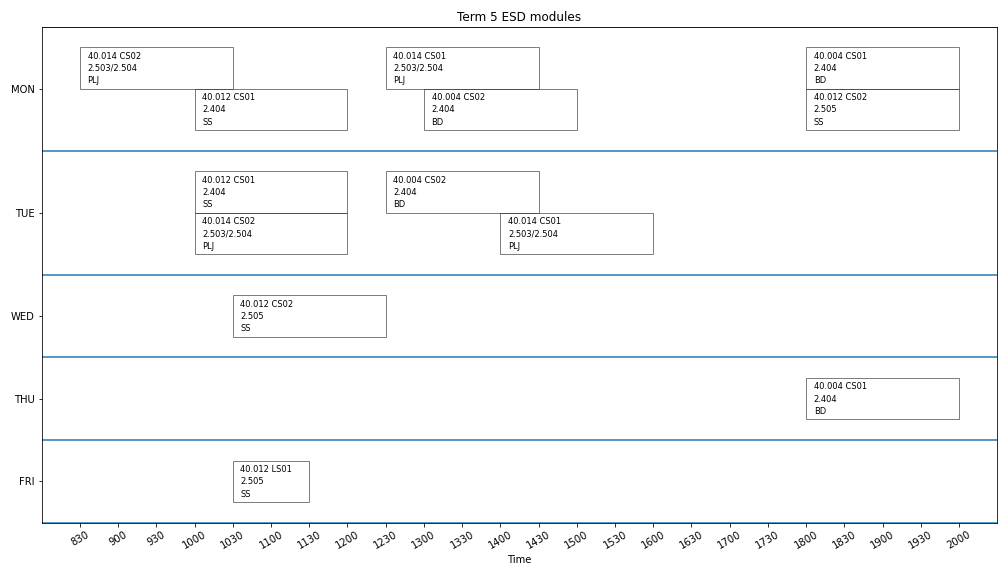 Term 5 ESD modules
MON
40.014 CS02
2.503/2.504
PLJ
40.012 CS01
2.404
SS
40.014 CS01
2.503/2.504
PLJ
40.004 CS02
2.404
BD
40.004 CS01
2.404
BD
40.012 CS02
2.505
SS
TUE
40.012 CS01
2.404
SS
40.014 CS02
2.503/2.504
PLJ
40.004 CS02
2.404
BD
40.014 CS01
2.503/2.504
PLJ
WED
40.012 CS02
2.505
SS
THU
40.004 CS01
2.404
BD
FRI
40.012 LS01
2.505
SS
830 900 930 1000 1030 1100 1130 1200 1230 1300 1330 1400 1430 1500 1530 1600 1630 1700 1730 1800 1830 1900 1930 2000
Time